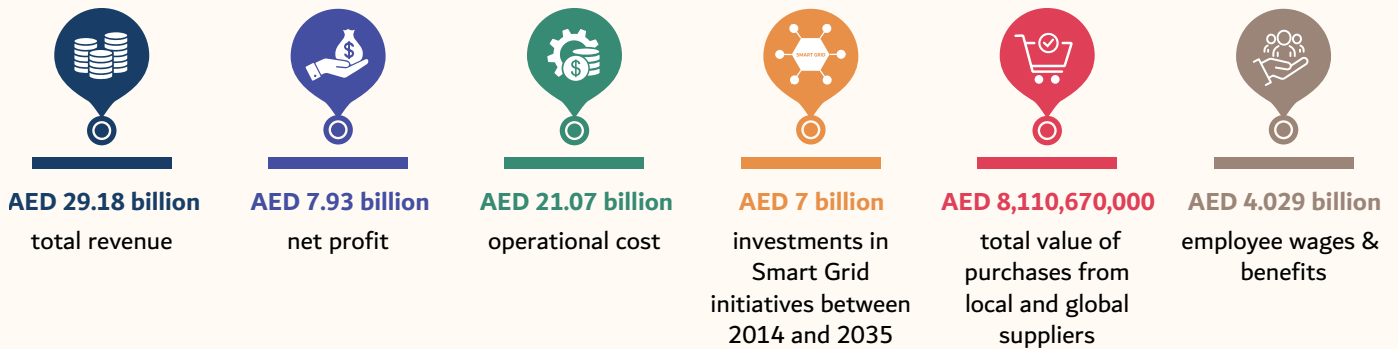 SMART GRID
AED 29.18 billion
total revenue
AED 7.93 billion
net profit
AED 21.07 billion
operational cost
AED 7 billion
investments in
Smart Grid
initiatives between
2014 and 2035
AED 8,110,670,000
total value of
purchases from
local and global
suppliers
AED 4.029 billion
employee wages &
benefits